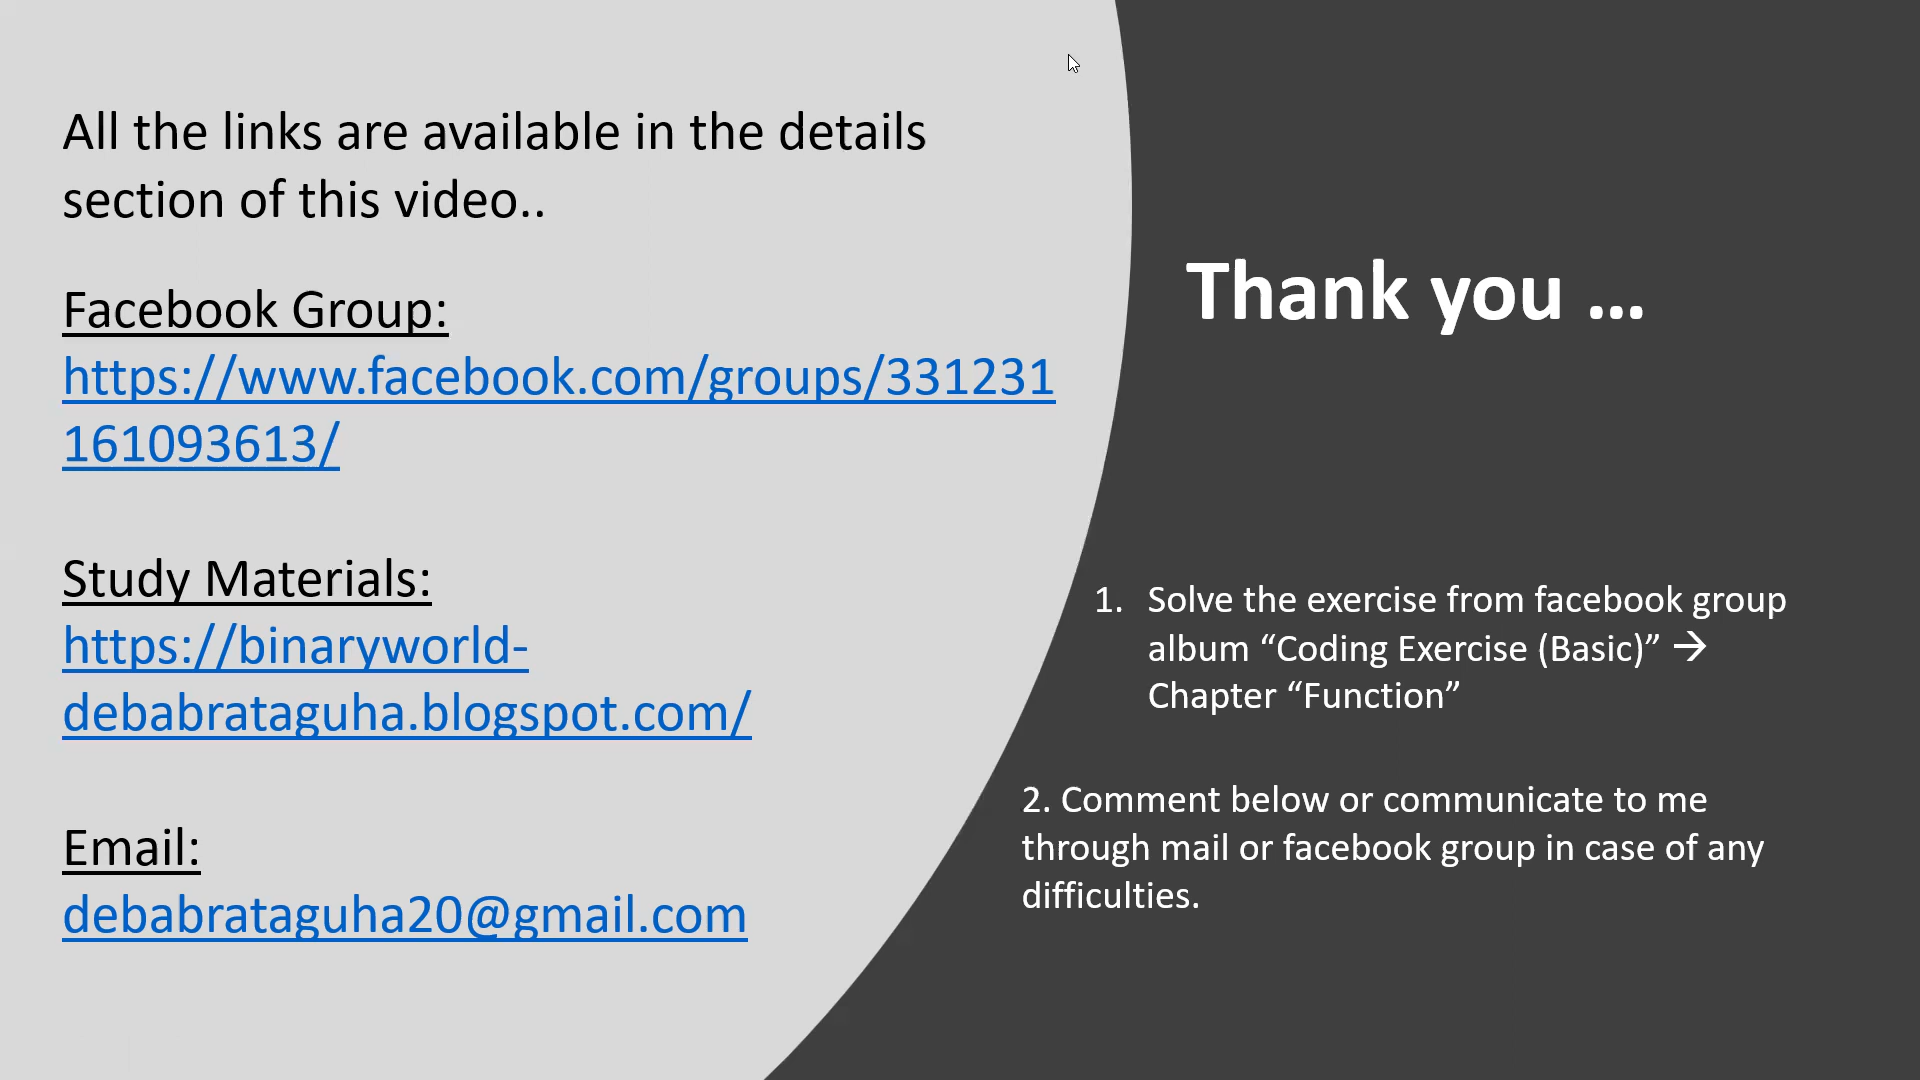 All the links are available in the details
section of this video..
Facebook Group:
https://www.facebook.com/groups/331231
161093613/
Study Materials:
https://binaryworld-
debabrataguha.blogspot.com/
Email:
debabrataguha20@gmail.com
Thank you ...
1. Solve the exercise from facebook group
album “Coding Exercise (Basic)” →
Chapter “Function”
2. Comment below or communicate to me
through mail or facebook group in case of any
difficulties.